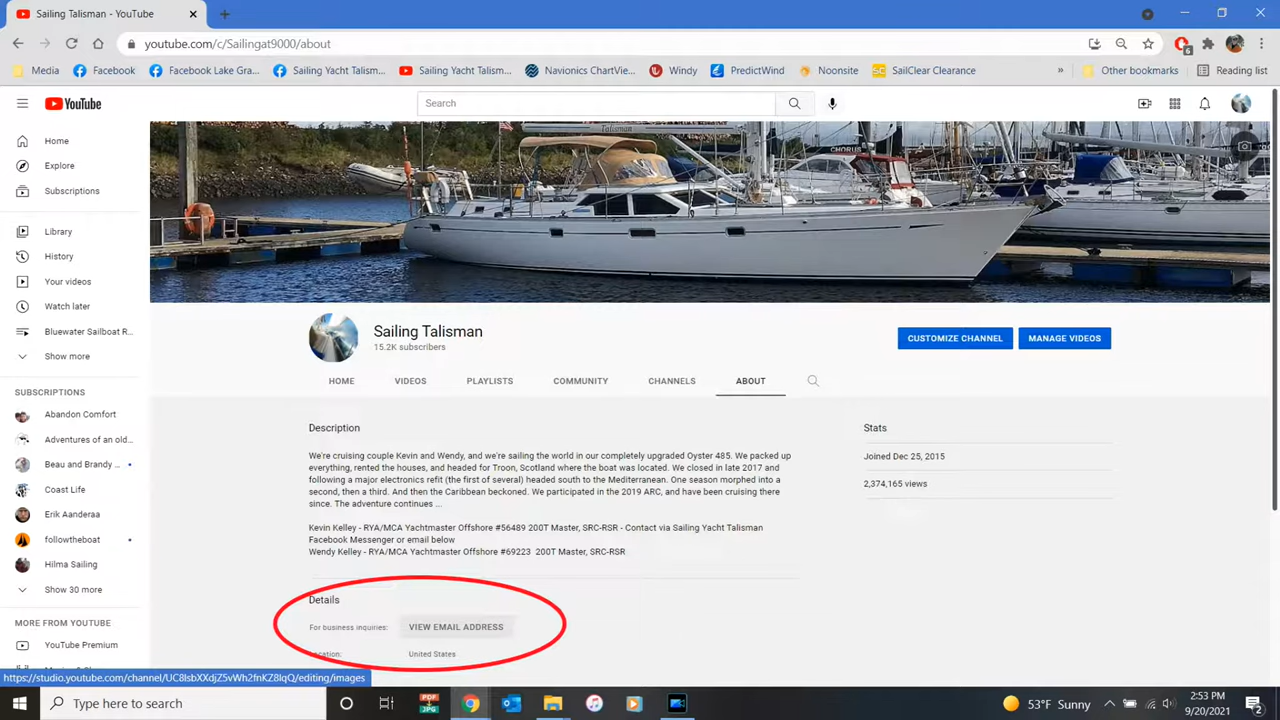 Sailing Talisman - YouTube
youtube.com/c/Sailingat9000/about
6
Media Facebook Facebook Lake Gra... Sailing Yacht Talism... Sailing Yacht Talism... Navionics ChartVie... Windy PredictWind Noonsite SailClear Clearance » Other bookmarks Reading list
YouTube
Search
Home
Explore
Subscriptions
Library
History
Your videos
Watch later
Bluewater Sailboat R...
Show more
SUBSCRIPTIONS
Abandon Comfort
Adventures of an old...
Beau and Brandy ...
Coast Life
Erik Aanderaa
followtheboat
Hilma Sailing
Show 30 more
MORE FROM YOUTUBE
YouTube Premium
Talisman
CHORUS
Sailing Talisman
15.2K subscribers
CUSTOMIZE CHANNEL MANAGE VIDEOS
HOME VIDEOS PLAYLISTS COMMUNITY CHANNELS ABOUT
Description
We're cruising couple Kevin and Wendy, and we're sailing the world in our completely upgraded Oyster 485. We packed up
everything, rented the houses, and headed for Troon, Scotland where the boat was located. We closed in late 2017 and
following a major electronics refit (the first of several) headed south to the Mediterranean. One season morphed into a
second, then a third. And then the Caribbean beckoned. We participated in the 2019 ARC, and have been cruising there
since. The adventure continues ...
Kevin Kelley - RYA/MCA Yachtmaster Offshore #56489 200T Master, SRC-RSR - Contact via Sailing Yacht Talisman
Facebook Messenger or email below
Wendy Kelley - RYA/MCA Yachtmaster Offshore #69223 200T Master, SRC-RSR
Details
For business inquiries: VIEW EMAIL ADDRESS
Location: United States
Stats
Joined Dec 25, 2015
2,374,165 views
https://studio.youtube.com/channel/UC8lsbXXdjZ5vWh2fnKZ8lqQ/editing/images
Type here to search
PDF
JPG
53°F Sunny
2:53 PM
9/20/2021
2